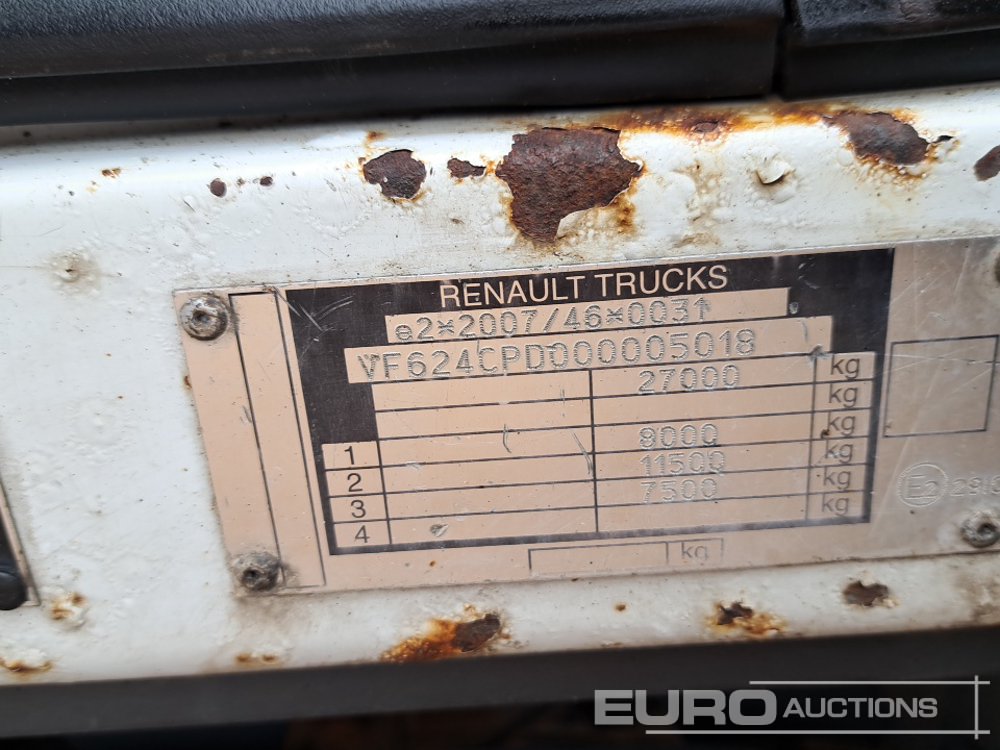 RENAULT TRUCKS
e2*2007/46*0031
VF624CPD000005018
27000 kg
kg
kg
1 8000 kg
2 11500 kg
3 7500 kg
4
kg
E2
EURO AUCTIONS